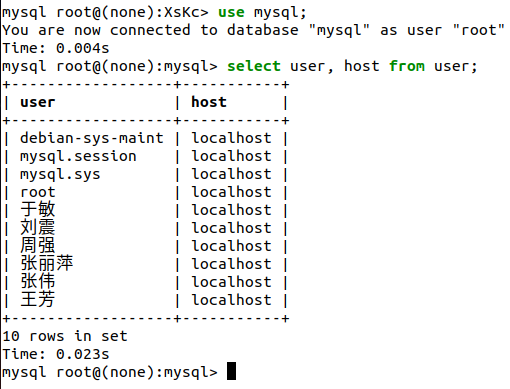 mysql root@(none):XsKc> use mysql;
You are now connected to database "mysql" as user "root"
Time: 0.004s
mysql root@(none):mysql> select user, host from user;
+------------------+-----------+
| user             | host      |
+------------------+-----------+
| debian-sys-maint | localhost |
| mysql.session    | localhost |
| mysql.sys        | localhost |
| root             | localhost |
| 于敏             | localhost |
| 刘震             | localhost |
| 周强             | localhost |
| 张丽萍           | localhost |
| 张伟             | localhost |
| 王芳             | localhost |
+------------------+-----------+
10 rows in set
Time: 0.023s
mysql root@(none):mysql>